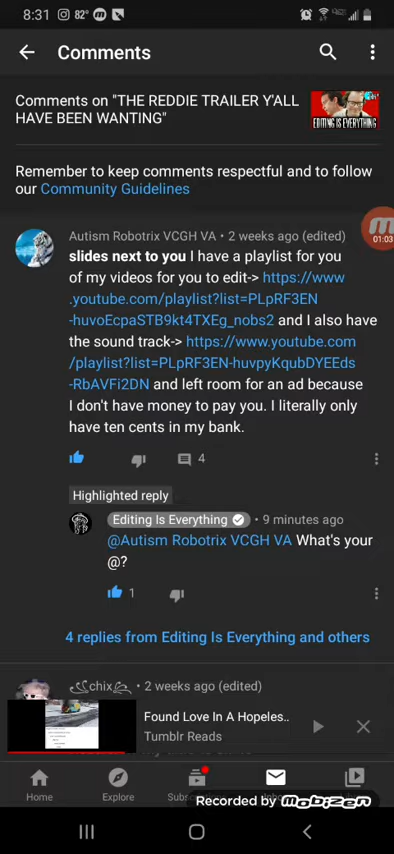 8:31 82°
Comments
Comments on "THE REDDIE TRAILER Y'ALL
HAVE BEEN WANTING"
EDITING IS EVERYTHING
Remember to keep comments respectful and to follow
our Community Guidelines
Autism Robotrix VCGH VA • 2 weeks ago (edited)
01:03
slides next to you I have a playlist for you
of my videos for you to edit-> https://www
.youtube.com/playlist?list=PLpRF3EN
-huvoEcpaSTB9kt4TXEg_nobs2 and I also have
the sound track-> https://www.youtube.com
/playlist?list=PLpRF3EN-huvpyKqubDYEEds
-RbAVFi2DN and left room for an ad because
I don't have money to pay you. I literally only
have ten cents in my bank.
4
Highlighted reply
Editing Is Everything • 9 minutes ago
@Autism Robotrix VCGH VA What's your
@?
1
4 replies from Editing Is Everything and others
chix • 2 weeks ago (edited)
Found Love In A Hopeles..
Tumblr Reads
Home Explore
Recorded by mobizen